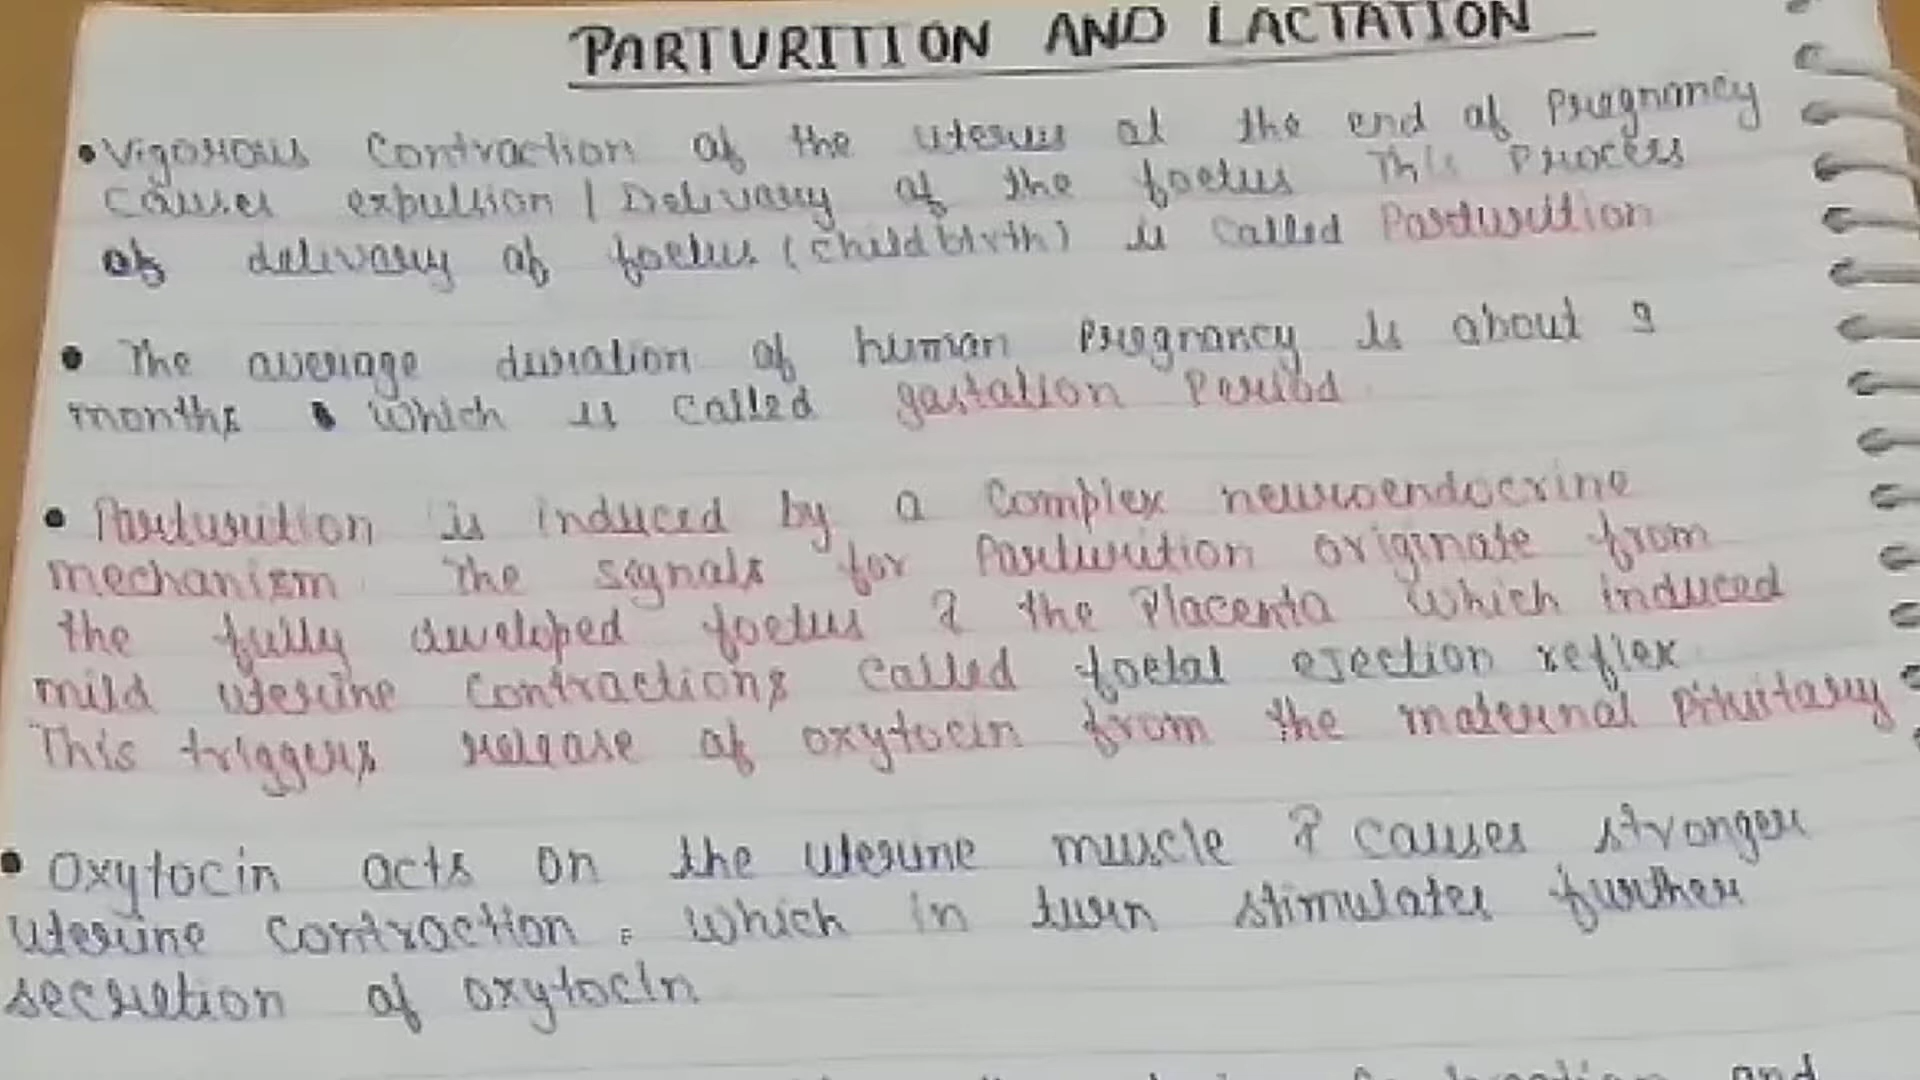 PARTURITION AND LACTATION
• Vigorous Contraction of the uterus at the end of Pregnancy
causes expulsion / Delivary of the foetus This Process
of delivary of foetus (childbirth) is called Parturition
• The average duration of human Pregnancy is about 9
months which is called gastation Period
• Parturition is induced by a Complex neuroendocrine
mechanism. The signals for Parturition originate from
the fully developed foetus & the Placenta which induced
mild uterine contractions called foetal ejection reflex.
This triggers release of oxytocin from the maternal Pituitary
• Oxytocin acts on the uterine muscle & causes stronger
uterine contraction, which in turn stimulates further
secretion of oxytocin
and